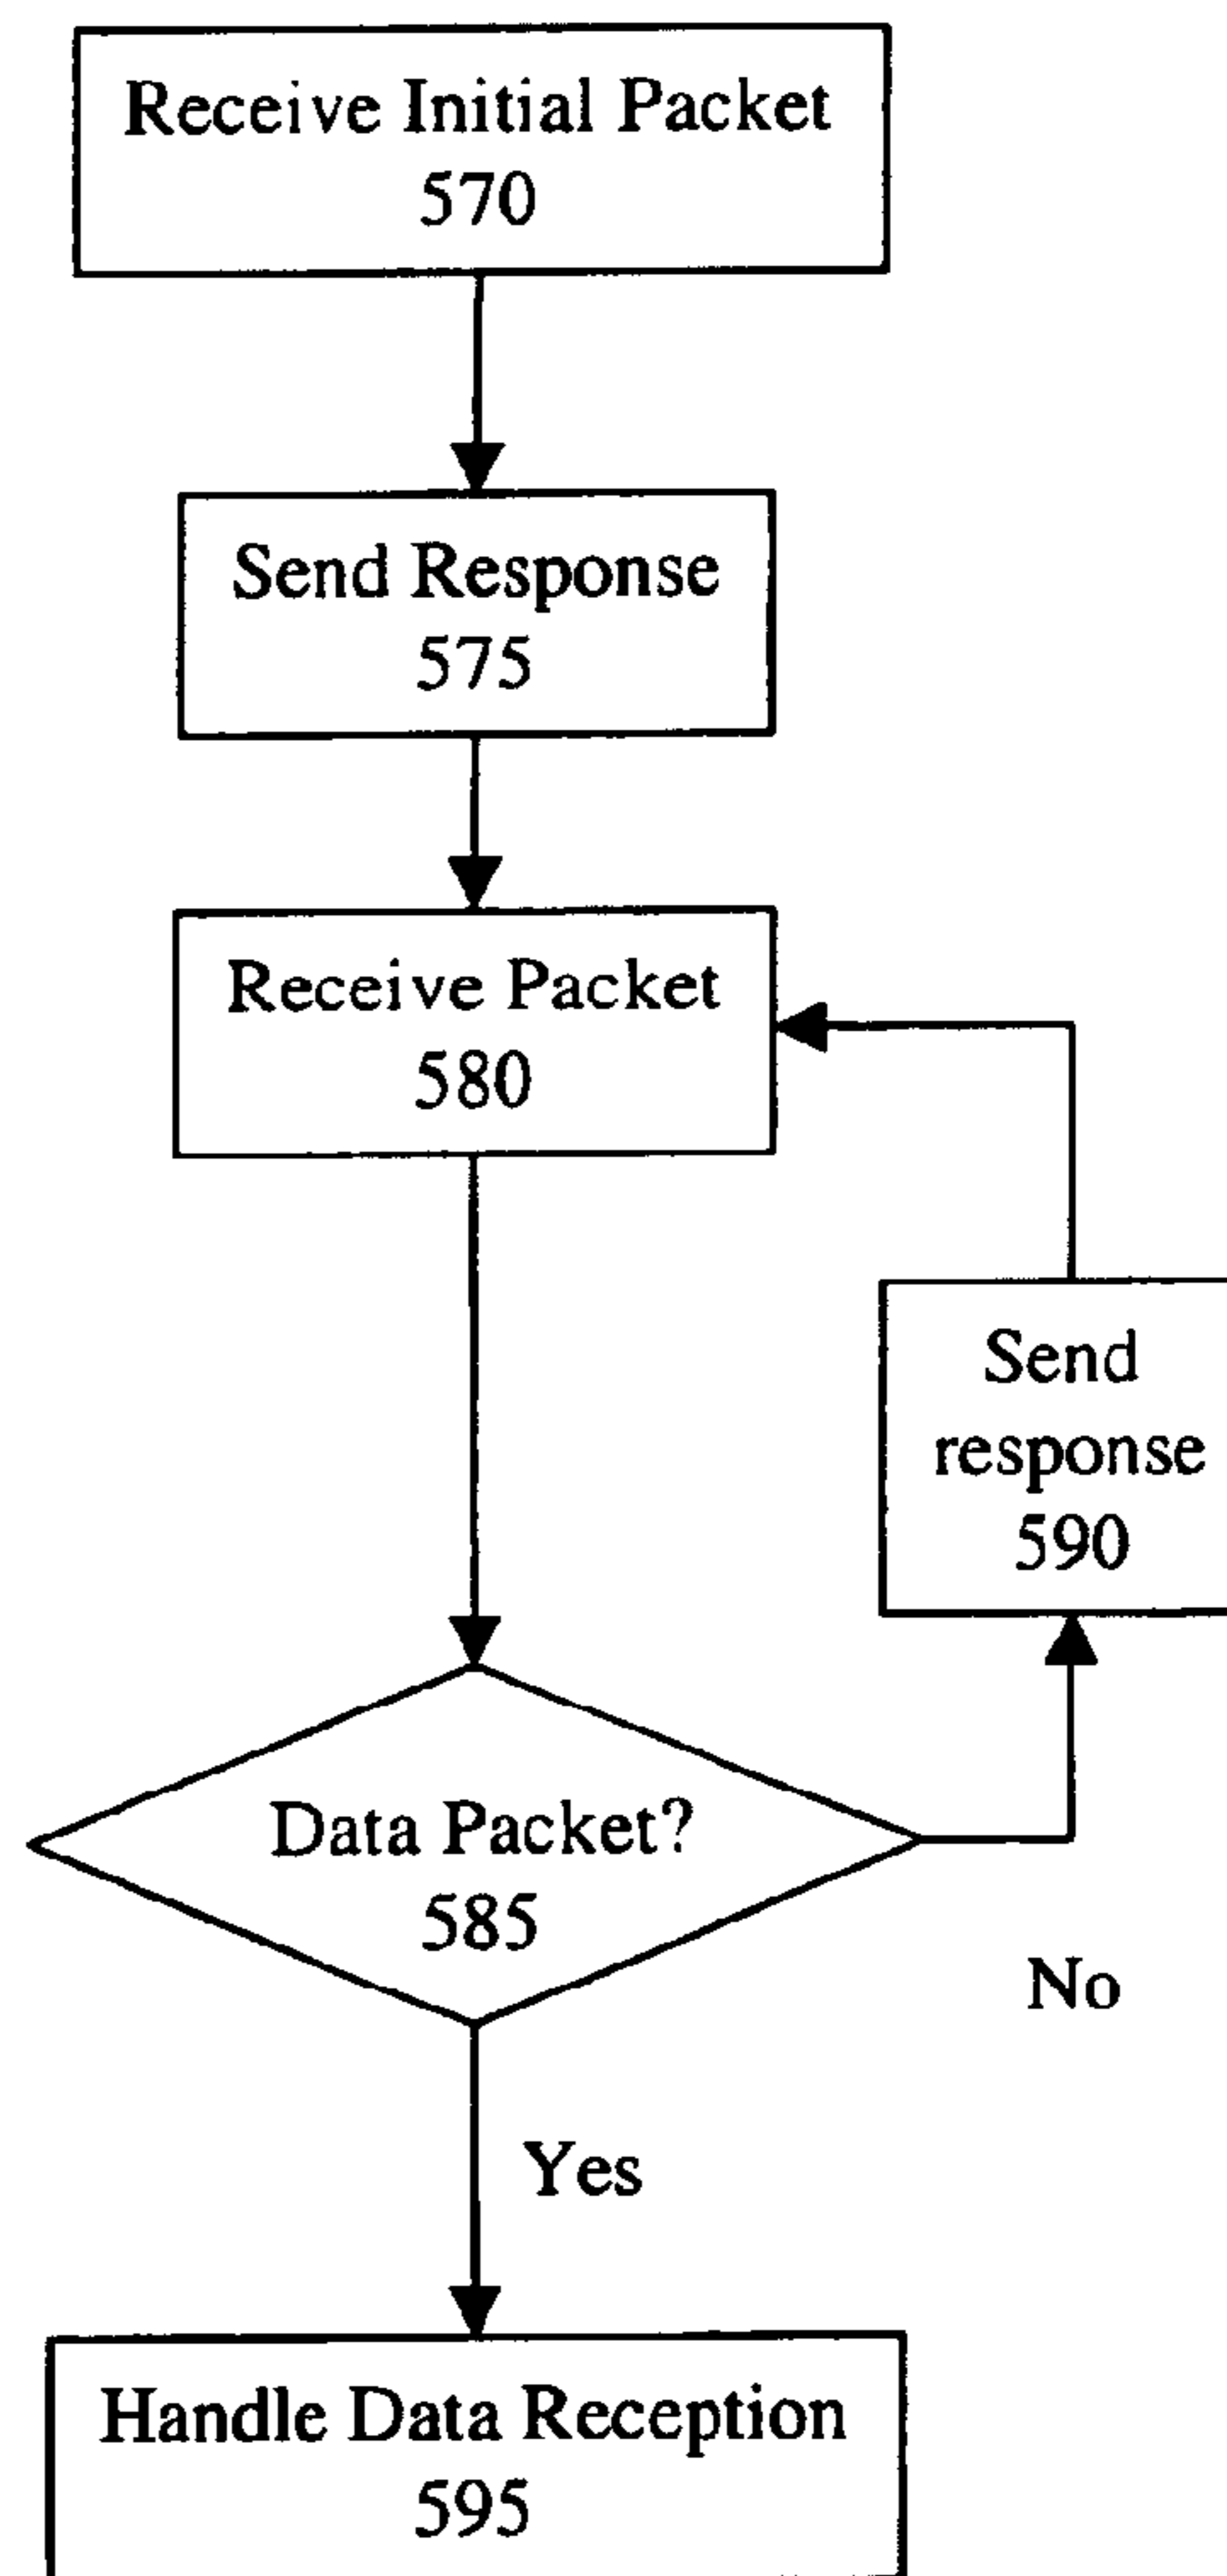 Receive Initial Packet
570
Send Response
575
Receive Packet
580
Send
response
590
Data Packet?
585
No
Yes
Handle Data Reception
595